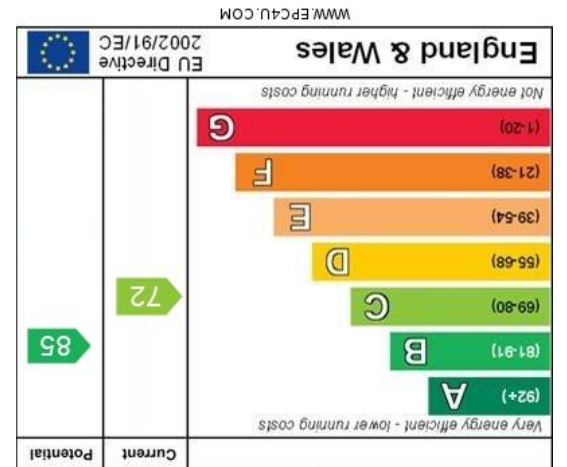 Current Potential
Very energy efficient - lower running costs
(92+) A
(81-91) B 85
(69-80) C 72
(55-68) D
(39-54) E
(21-38) F
(1-20) G
Not energy efficient - higher running costs
England & Wales EU Directive 2002/91/EC
WWW.EPC4U.COM